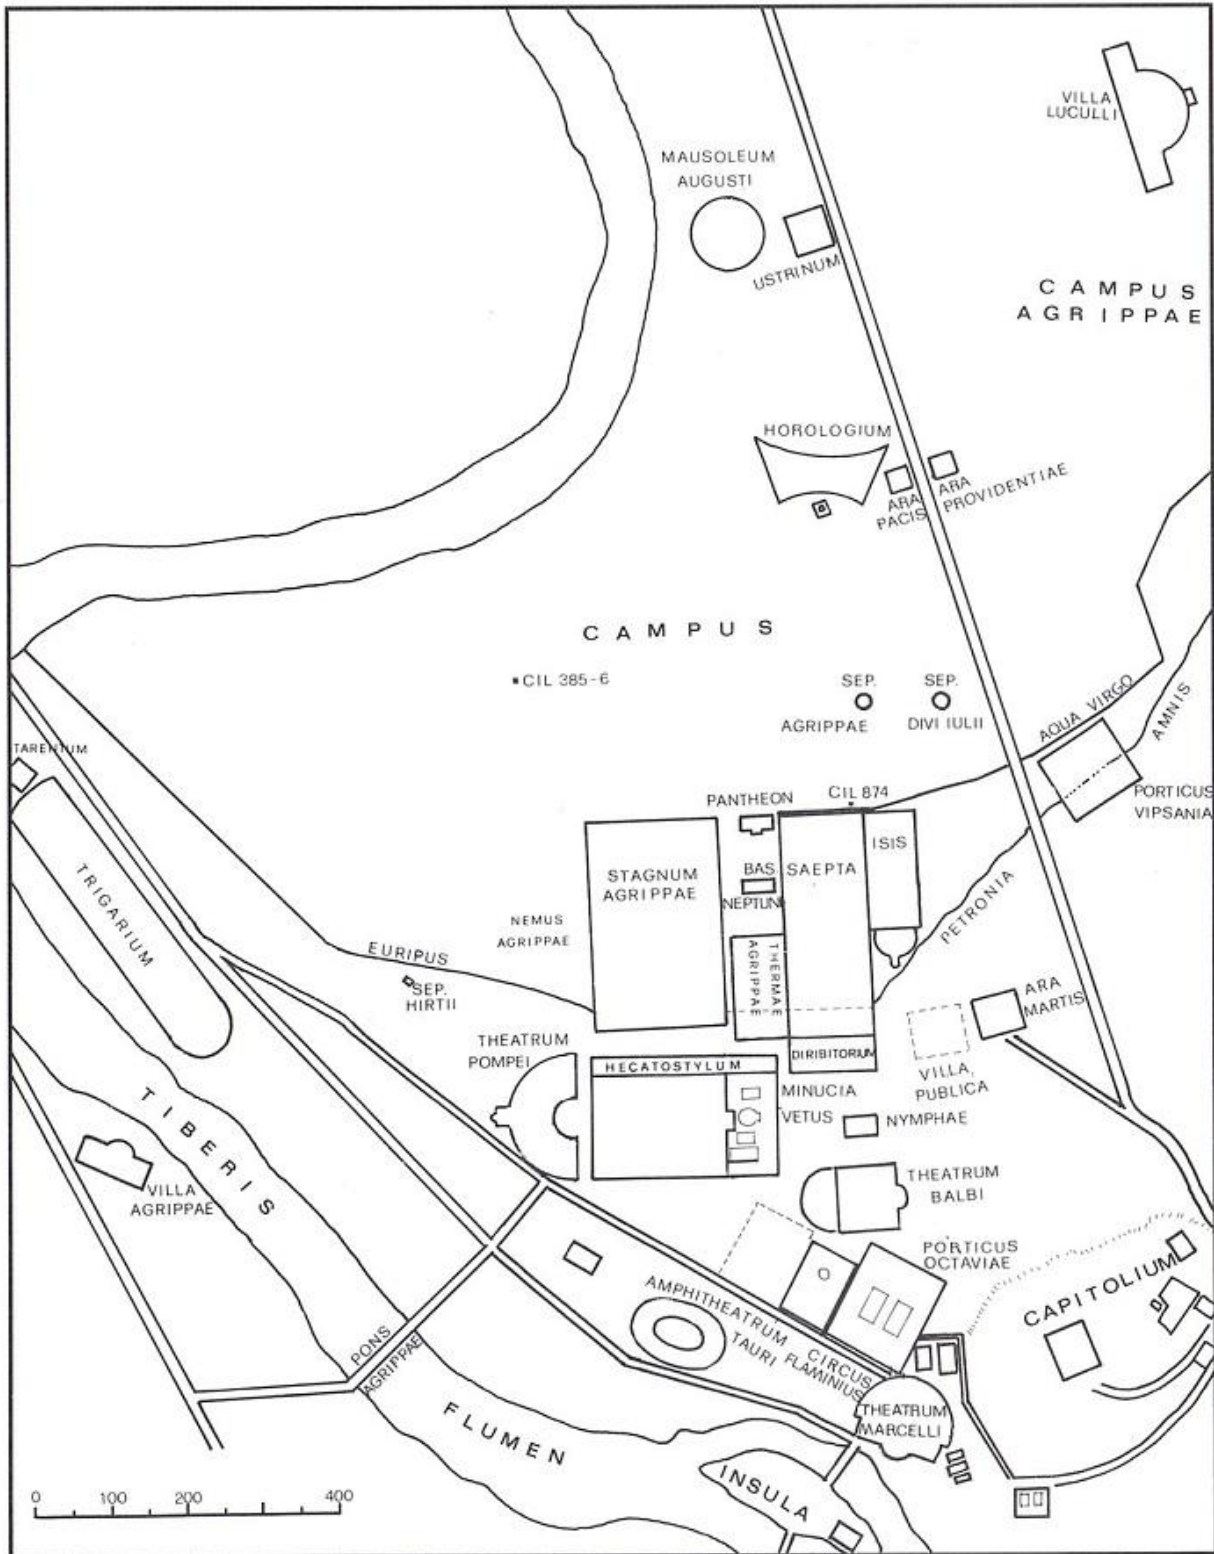 VILLA
LUCULLI
MAUSOLEUM
AUGUSTI
USTRINUM
CAMPUS
AGRIPPAE
HOROLOGIUM
ARA
PACIS
ARA
PROVIDENTIAE
CAMPUS
CIL 385-6
SEP.
AGRIPPAE
SEP.
DIVI IULII
AQUA VIRGO
AMNIS
TARENTUM
PORTICUS
VIPSANIA
PANTHEON
CIL 874
TRIGARIUM
STAGNUM
AGRIPPAE
BAS
NEPTUNI
SAEPTA
ISIS
NEMUS
AGRIPPAE
PETRONIA
EURIPUS
THERMAE
AGRIPPAE
SEP.
HIRTII
ARA
MARTIS
THEATRUM
POMPEI
HECATOSTYLUM
DIRIBITORIUM
VILLA
PUBLICA
MINUCIA
VETUS
NYMPHAE
TIBERIS
VILLA
AGRIPPAE
THEATRUM
BALBI
PORTICUS
OCTAVIAE
CAPITOLIUM
AMPHITHEATRUM
TAURI
CIRCUS
FLAMINIUS
PONS
AGRIPPAE
THEATRUM
MARCELLI
FLUMEN
INSULA
0 100 200 400